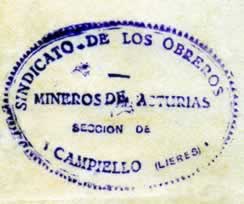 SINDICATO DE LOS OBREROS
MINEROS DE ASTURIAS
SECCION DE
CAMPIELLO (LIERES)